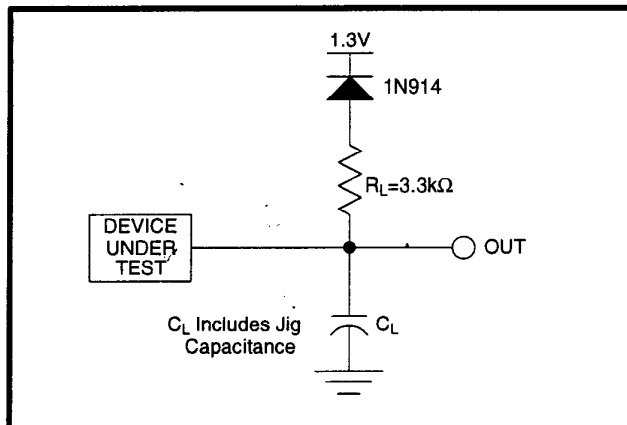 1.3V
1N914
R_L=3.3kΩ
DEVICE
UNDER
TEST
OUT
C_L Includes Jig
Capacitance
C_L